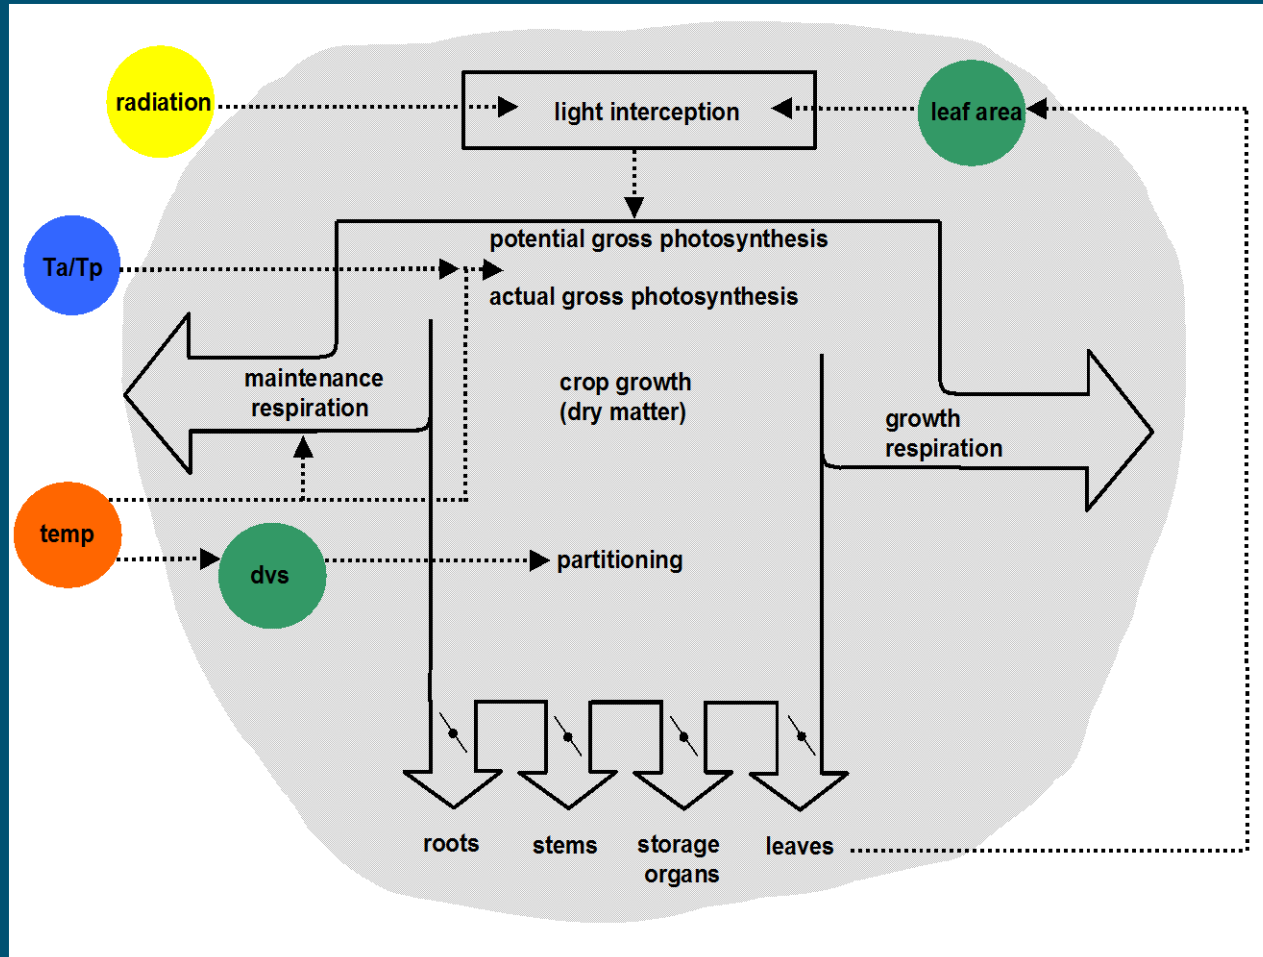 radiation
light interception
leaf area
potential gross photosynthesis
Ta/Tp
actual gross photosynthesis
maintenance
respiration
crop growth
(dry matter)
growth
respiration
temp
dvs
partitioning
roots
stems
storage
organs
leaves